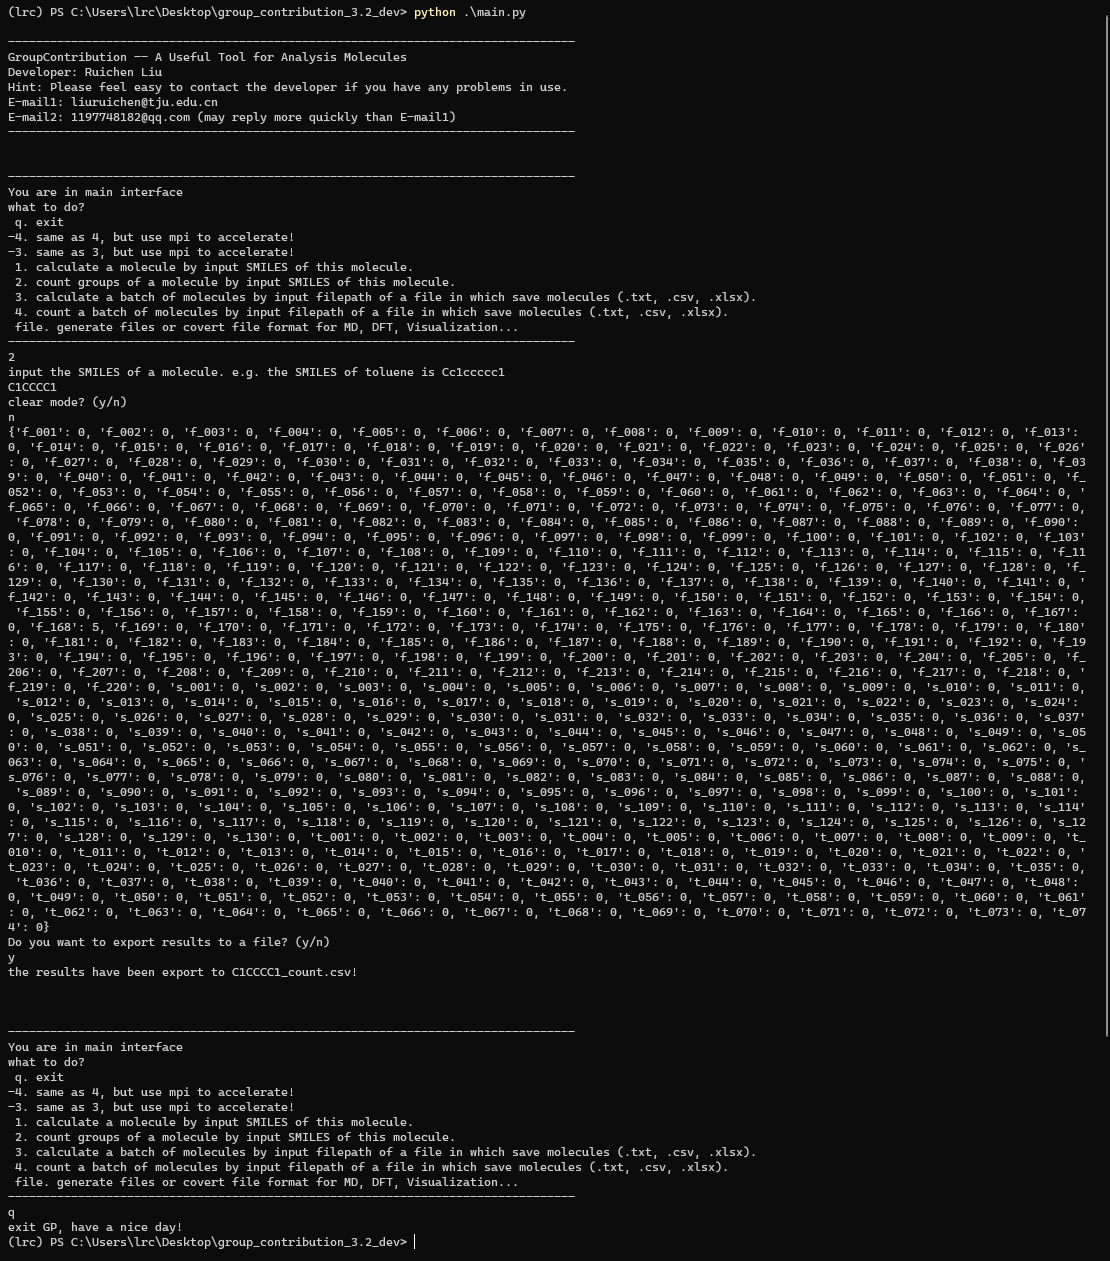 (lrc) PS C:\Users\lrc\Desktop\group_contribution_3.2_dev> python .\main.py
---------------------------------------------------------------------------------
GroupContribution —— A Useful Tool for Analysis Molecules
Developer: Ruichen Liu
Hint: Please feel easy to contact the developer if you have any problems in use.
E-mail1: liuruichen@tju.edu.cn
E-mail2: 1197748182@qq.com (may reply more quickly than E-mail1)
---------------------------------------------------------------------------------
---------------------------------------------------------------------------------
You are in main interface
what to do?
 q. exit
-4. same as 4, but use mpi to accelerate!
-3. same as 3, but use mpi to accelerate!
 1. calculate a molecule by input SMILES of this molecule.
 2. count groups of a molecule by input SMILES of this molecule.
 3. calculate a batch of molecules by input filepath of a file in which save molecules (.txt, .csv, .xlsx).
 4. count a batch of molecules by input filepath of a file in which save molecules (.txt, .csv, .xlsx).
 file. generate files or covert file format for MD, DFT, Visualization...
---------------------------------------------------------------------------------
2
input the SMILES of a molecule. e.g. the SMILES of toluene is Cc1ccccc1
C1CCCC1
clear mode? (y/n)
n
{'f_001': 0, 'f_002': 0, 'f_003': 0, 'f_004': 0, 'f_005': 0, 'f_006': 0, 'f_007': 0, 'f_008': 0, 'f_009': 0, 'f_010': 0, 'f_011': 0, 'f_012': 0, 'f_013':
0, 'f_014': 0, 'f_015': 0, 'f_016': 0, 'f_017': 0, 'f_018': 0, 'f_019': 0, 'f_020': 0, 'f_021': 0, 'f_022': 0, 'f_023': 0, 'f_024': 0, 'f_025': 0, 'f_026'
: 0, 'f_027': 0, 'f_028': 0, 'f_029': 0, 'f_030': 0, 'f_031': 0, 'f_032': 0, 'f_033': 0, 'f_034': 0, 'f_035': 0, 'f_036': 0, 'f_037': 0, 'f_038': 0, 'f_03
9': 0, 'f_040': 0, 'f_041': 0, 'f_042': 0, 'f_043': 0, 'f_044': 0, 'f_045': 0, 'f_046': 0, 'f_047': 0, 'f_048': 0, 'f_049': 0, 'f_050': 0, 'f_051': 0, 'f_
052': 0, 'f_053': 0, 'f_054': 0, 'f_055': 0, 'f_056': 0, 'f_057': 0, 'f_058': 0, 'f_059': 0, 'f_060': 0, 'f_061': 0, 'f_062': 0, 'f_063': 0, 'f_064': 0, '
f_065': 0, 'f_066': 0, 'f_067': 0, 'f_068': 0, 'f_069': 0, 'f_070': 0, 'f_071': 0, 'f_072': 0, 'f_073': 0, 'f_074': 0, 'f_075': 0, 'f_076': 0, 'f_077': 0,
 'f_078': 0, 'f_079': 0, 'f_080': 0, 'f_081': 0, 'f_082': 0, 'f_083': 0, 'f_084': 0, 'f_085': 0, 'f_086': 0, 'f_087': 0, 'f_088': 0, 'f_089': 0, 'f_090':
0, 'f_091': 0, 'f_092': 0, 'f_093': 0, 'f_094': 0, 'f_095': 0, 'f_096': 0, 'f_097': 0, 'f_098': 0, 'f_099': 0, 'f_100': 0, 'f_101': 0, 'f_102': 0, 'f_103'
: 0, 'f_104': 0, 'f_105': 0, 'f_106': 0, 'f_107': 0, 'f_108': 0, 'f_109': 0, 'f_110': 0, 'f_111': 0, 'f_112': 0, 'f_113': 0, 'f_114': 0, 'f_115': 0, 'f_11
6': 0, 'f_117': 0, 'f_118': 0, 'f_119': 0, 'f_120': 0, 'f_121': 0, 'f_122': 0, 'f_123': 0, 'f_124': 0, 'f_125': 0, 'f_126': 0, 'f_127': 0, 'f_128': 0, 'f_
129': 0, 'f_130': 0, 'f_131': 0, 'f_132': 0, 'f_133': 0, 'f_134': 0, 'f_135': 0, 'f_136': 0, 'f_137': 0, 'f_138': 0, 'f_139': 0, 'f_140': 0, 'f_141': 0, '
f_142': 0, 'f_143': 0, 'f_144': 0, 'f_145': 0, 'f_146': 0, 'f_147': 0, 'f_148': 0, 'f_149': 0, 'f_150': 0, 'f_151': 0, 'f_152': 0, 'f_153': 0, 'f_154': 0,
 'f_155': 0, 'f_156': 0, 'f_157': 0, 'f_158': 0, 'f_159': 0, 'f_160': 0, 'f_161': 0, 'f_162': 0, 'f_163': 0, 'f_164': 0, 'f_165': 0, 'f_166': 0, 'f_167':
0, 'f_168': 5, 'f_169': 0, 'f_170': 0, 'f_171': 0, 'f_172': 0, 'f_173': 0, 'f_174': 0, 'f_175': 0, 'f_176': 0, 'f_177': 0, 'f_178': 0, 'f_179': 0, 'f_180'
: 0, 'f_181': 0, 'f_182': 0, 'f_183': 0, 'f_184': 0, 'f_185': 0, 'f_186': 0, 'f_187': 0, 'f_188': 0, 'f_189': 0, 'f_190': 0, 'f_191': 0, 'f_192': 0, 'f_19
3': 0, 'f_194': 0, 'f_195': 0, 'f_196': 0, 'f_197': 0, 'f_198': 0, 'f_199': 0, 'f_200': 0, 'f_201': 0, 'f_202': 0, 'f_203': 0, 'f_204': 0, 'f_205': 0, 'f_
206': 0, 'f_207': 0, 'f_208': 0, 'f_209': 0, 'f_210': 0, 'f_211': 0, 'f_212': 0, 'f_213': 0, 'f_214': 0, 'f_215': 0, 'f_216': 0, 'f_217': 0, 'f_218': 0, '
f_219': 0, 'f_220': 0, 's_001': 0, 's_002': 0, 's_003': 0, 's_004': 0, 's_005': 0, 's_006': 0, 's_007': 0, 's_008': 0, 's_009': 0, 's_010': 0, 's_011': 0,
 's_012': 0, 's_013': 0, 's_014': 0, 's_015': 0, 's_016': 0, 's_017': 0, 's_018': 0, 's_019': 0, 's_020': 0, 's_021': 0, 's_022': 0, 's_023': 0, 's_024':
0, 's_025': 0, 's_026': 0, 's_027': 0, 's_028': 0, 's_029': 0, 's_030': 0, 's_031': 0, 's_032': 0, 's_033': 0, 's_034': 0, 's_035': 0, 's_036': 0, 's_037'
: 0, 's_038': 0, 's_039': 0, 's_040': 0, 's_041': 0, 's_042': 0, 's_043': 0, 's_044': 0, 's_045': 0, 's_046': 0, 's_047': 0, 's_048': 0, 's_049': 0, 's_05
0': 0, 's_051': 0, 's_052': 0, 's_053': 0, 's_054': 0, 's_055': 0, 's_056': 0, 's_057': 0, 's_058': 0, 's_059': 0, 's_060': 0, 's_061': 0, 's_062': 0, 's_
063': 0, 's_064': 0, 's_065': 0, 's_066': 0, 's_067': 0, 's_068': 0, 's_069': 0, 's_070': 0, 's_071': 0, 's_072': 0, 's_073': 0, 's_074': 0, 's_075': 0, '
s_076': 0, 's_077': 0, 's_078': 0, 's_079': 0, 's_080': 0, 's_081': 0, 's_082': 0, 's_083': 0, 's_084': 0, 's_085': 0, 's_086': 0, 's_087': 0, 's_088': 0,
 's_089': 0, 's_090': 0, 's_091': 0, 's_092': 0, 's_093': 0, 's_094': 0, 's_095': 0, 's_096': 0, 's_097': 0, 's_098': 0, 's_099': 0, 's_100': 0, 's_101':
0, 's_102': 0, 's_103': 0, 's_104': 0, 's_105': 0, 's_106': 0, 's_107': 0, 's_108': 0, 's_109': 0, 's_110': 0, 's_111': 0, 's_112': 0, 's_113': 0, 's_114'
: 0, 's_115': 0, 's_116': 0, 's_117': 0, 's_118': 0, 's_119': 0, 's_120': 0, 's_121': 0, 's_122': 0, 's_123': 0, 's_124': 0, 's_125': 0, 's_126': 0, 's_12
7': 0, 's_128': 0, 's_129': 0, 's_130': 0, 't_001': 0, 't_002': 0, 't_003': 0, 't_004': 0, 't_005': 0, 't_006': 0, 't_007': 0, 't_008': 0, 't_009': 0, 't_
010': 0, 't_011': 0, 't_012': 0, 't_013': 0, 't_014': 0, 't_015': 0, 't_016': 0, 't_017': 0, 't_018': 0, 't_019': 0, 't_020': 0, 't_021': 0, 't_022': 0, '
t_023': 0, 't_024': 0, 't_025': 0, 't_026': 0, 't_027': 0, 't_028': 0, 't_029': 0, 't_030': 0, 't_031': 0, 't_032': 0, 't_033': 0, 't_034': 0, 't_035': 0,
 't_036': 0, 't_037': 0, 't_038': 0, 't_039': 0, 't_040': 0, 't_041': 0, 't_042': 0, 't_043': 0, 't_044': 0, 't_045': 0, 't_046': 0, 't_047': 0, 't_048':
0, 't_049': 0, 't_050': 0, 't_051': 0, 't_052': 0, 't_053': 0, 't_054': 0, 't_055': 0, 't_056': 0, 't_057': 0, 't_058': 0, 't_059': 0, 't_060': 0, 't_061'
: 0, 't_062': 0, 't_063': 0, 't_064': 0, 't_065': 0, 't_066': 0, 't_067': 0, 't_068': 0, 't_069': 0, 't_070': 0, 't_071': 0, 't_072': 0, 't_073': 0, 't_07
4': 0}
Do you want to export results to a file? (y/n)
y
the results have been export to C1CCCC1_count.csv!
---------------------------------------------------------------------------------
You are in main interface
what to do?
 q. exit
-4. same as 4, but use mpi to accelerate!
-3. same as 3, but use mpi to accelerate!
 1. calculate a molecule by input SMILES of this molecule.
 2. count groups of a molecule by input SMILES of this molecule.
 3. calculate a batch of molecules by input filepath of a file in which save molecules (.txt, .csv, .xlsx).
 4. count a batch of molecules by input filepath of a file in which save molecules (.txt, .csv, .xlsx).
 file. generate files or covert file format for MD, DFT, Visualization...
---------------------------------------------------------------------------------
q
exit GP, have a nice day!
(lrc) PS C:\Users\lrc\Desktop\group_contribution_3.2_dev>